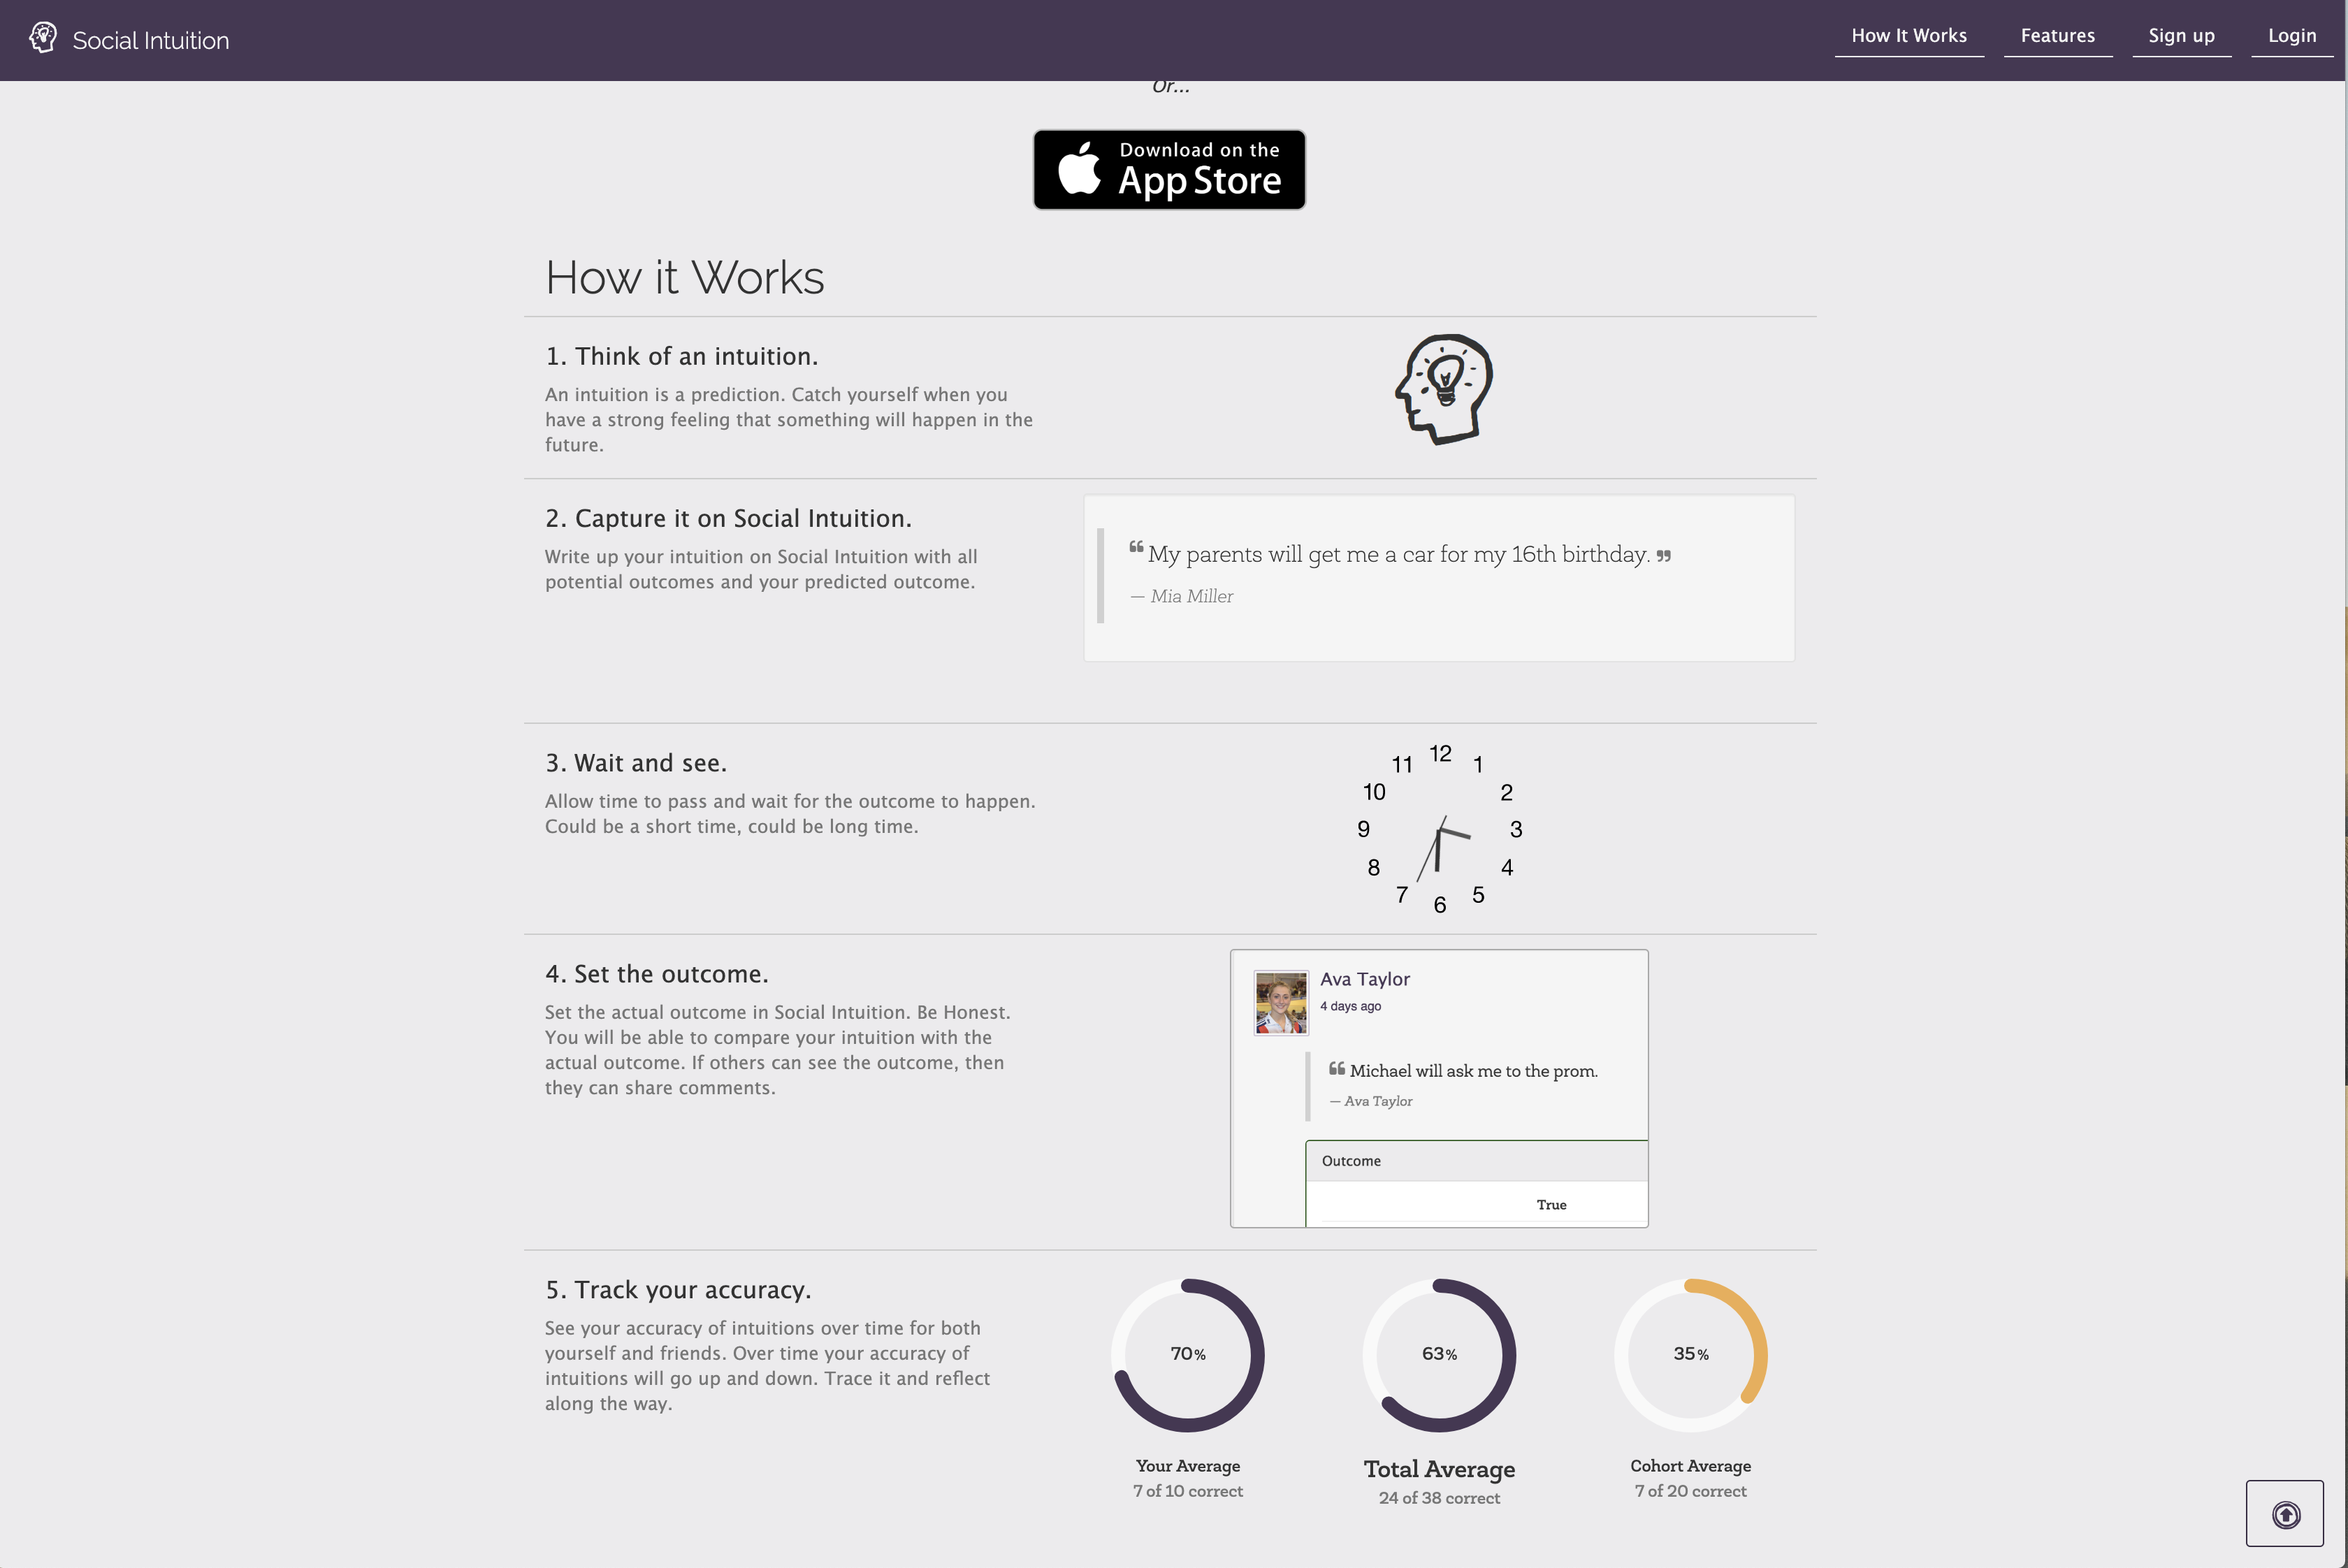 Social Intuition
How It Works
Features
Sign up
Login
Or...
Download on the
App Store
How it Works
1. Think of an intuition.
An intuition is a prediction. Catch yourself when you
have a strong feeling that something will happen in the
future.
2. Capture it on Social Intuition.
Write up your intuition on Social Intuition with all
potential outcomes and your predicted outcome.
“ My parents will get me a car for my 16th birthday. ”
— Mia Miller
3. Wait and see.
Allow time to pass and wait for the outcome to happen.
Could be a short time, could be long time.
12
11 1
10 2
9 3
8 4
7 5
6
4. Set the outcome.
Set the actual outcome in Social Intuition. Be Honest.
You will be able to compare your intuition with the
actual outcome. If others can see the outcome, then
they can share comments.
Ava Taylor
4 days ago
“ Michael will ask me to the prom.
— Ava Taylor
Outcome
True
5. Track your accuracy.
See your accuracy of intuitions over time for both
yourself and friends. Over time your accuracy of
intuitions will go up and down. Trace it and reflect
along the way.
70%
Your Average
7 of 10 correct
63%
Total Average
24 of 38 correct
35%
Cohort Average
7 of 20 correct